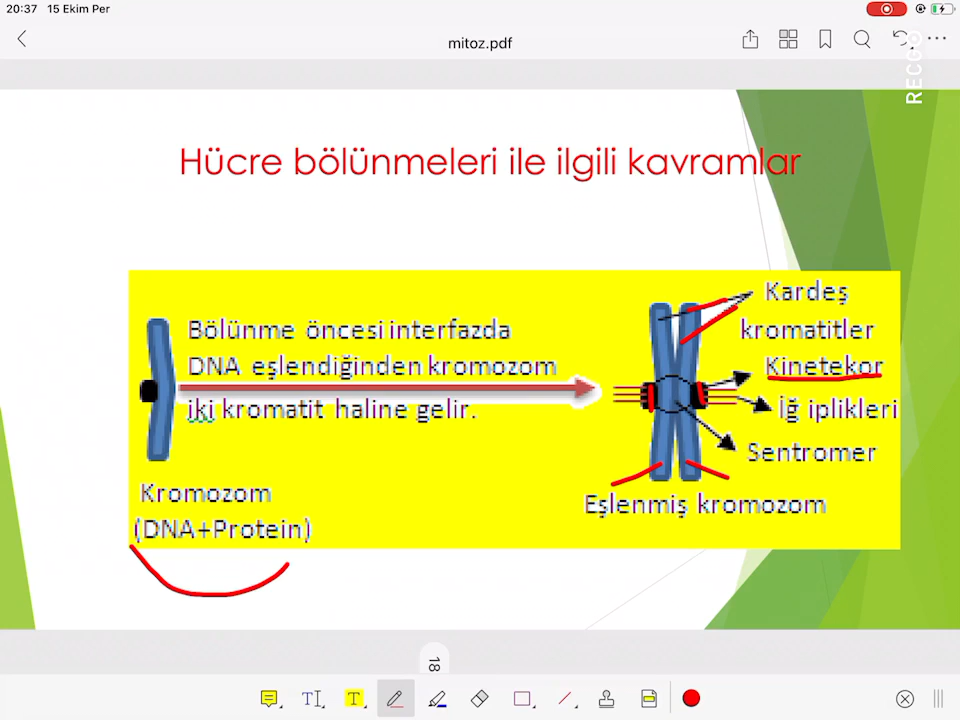 20:37 15 Ekim Per
mitoz.pdf
RECGO
Hücre bölünmeleri ile ilgili kavramlar
Bölünme öncesi interfazda
DNA eşlendiğinden kromozom
iki kromatit haline gelir.
Kromozom
(DNA+Protein)
Kardeş
kromatitler
Kinetekor
İğ iplikleri
Sentromer
Eşlenmiş kromozom
18
T
T